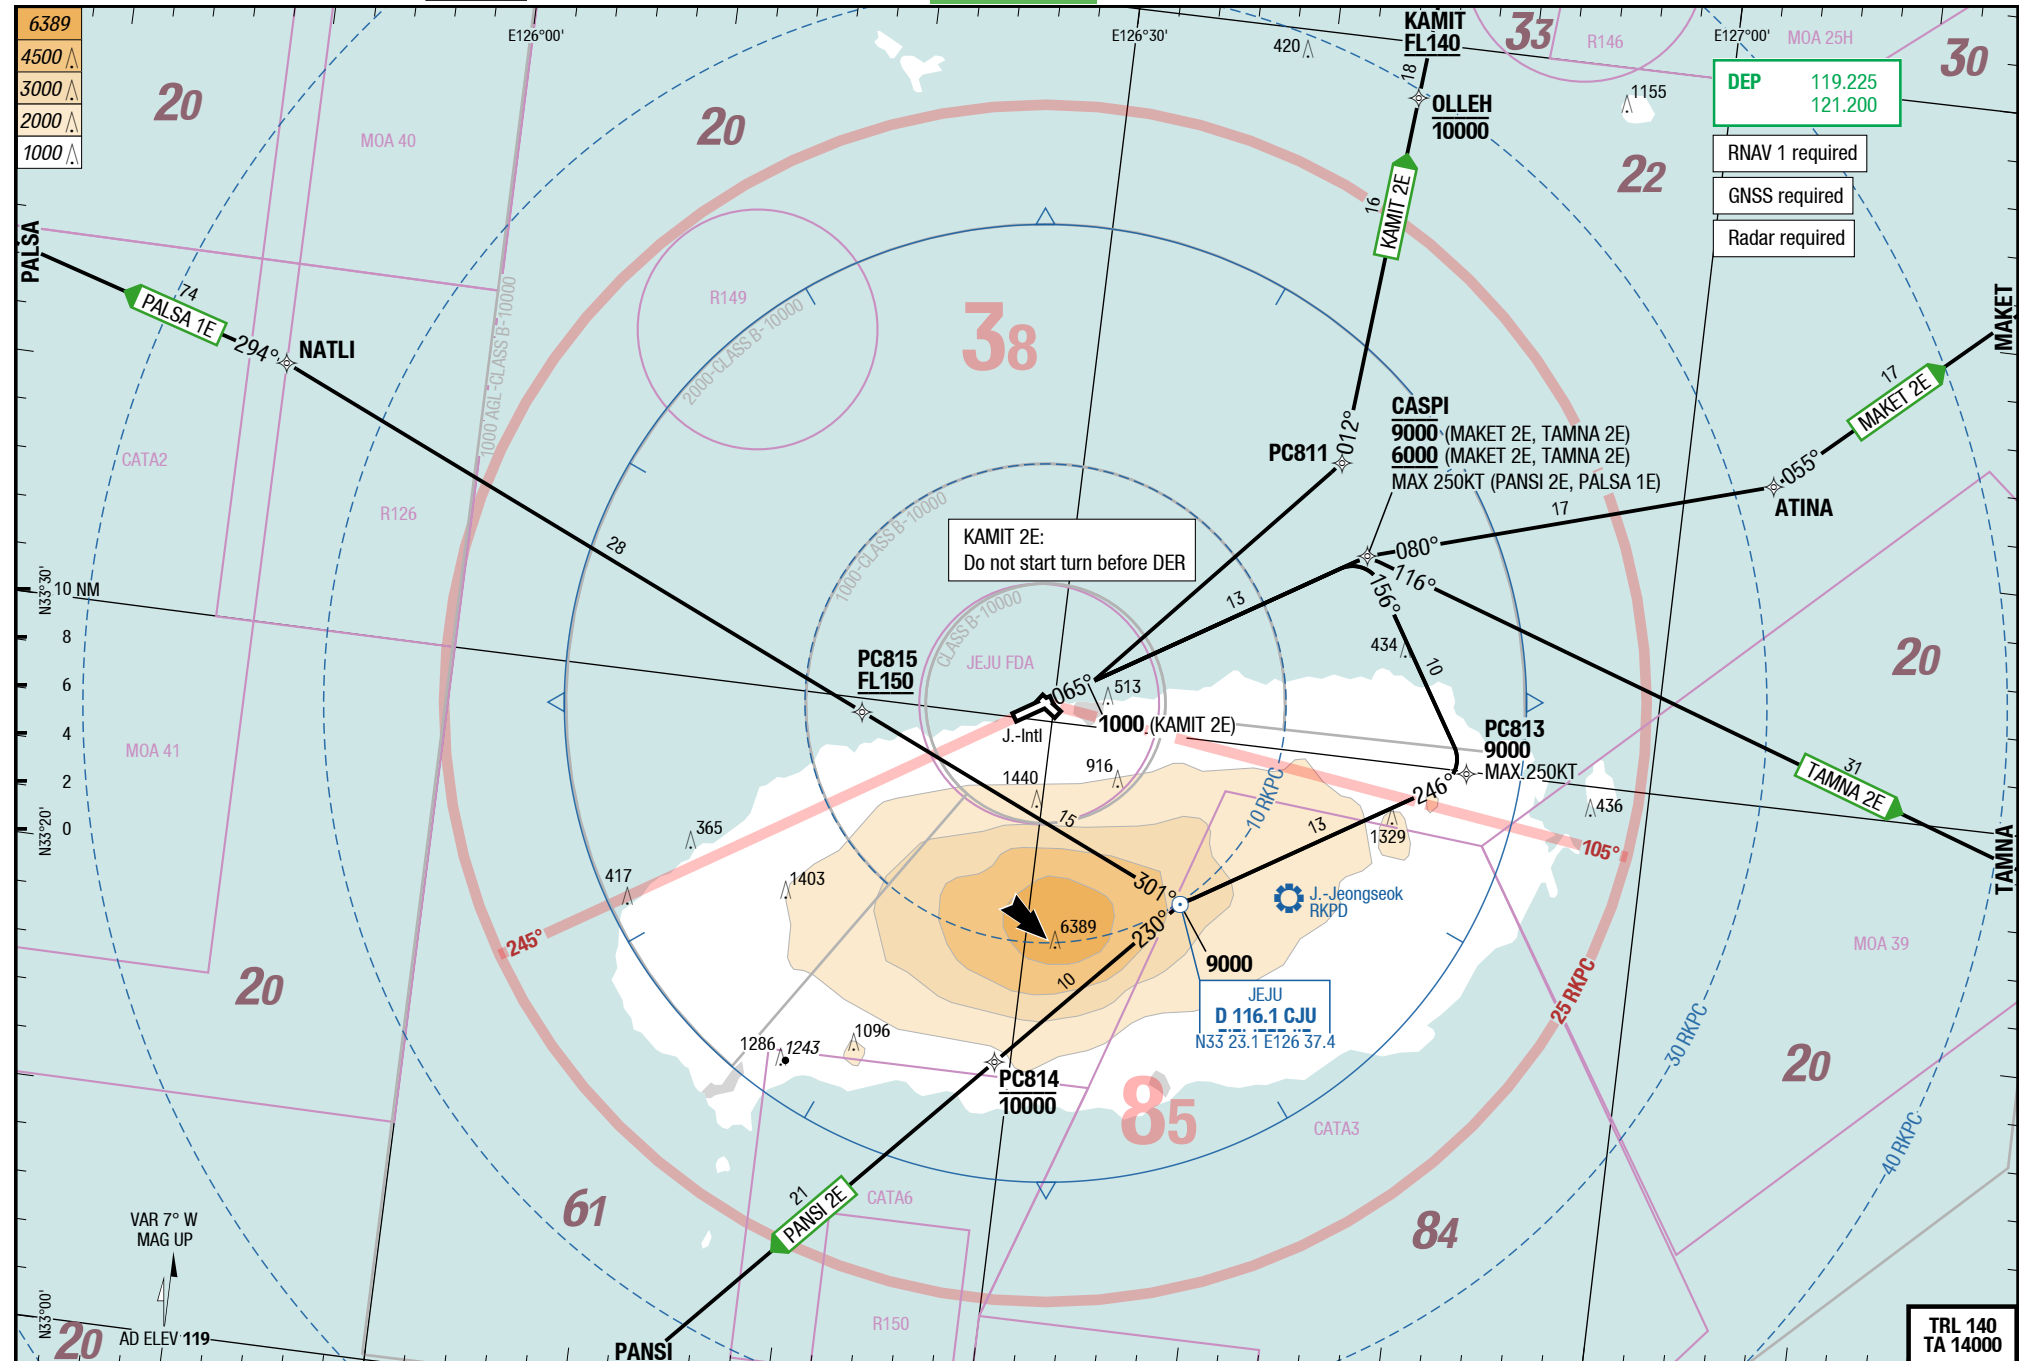 6389
4500
3000
2000
1000
E126°00'
E126°30'
E127°00'
KAMIT
FL140
18
420
33
R146
MOA 25H
30
DEP 119.225
121.200
RNAV 1 required
GNSS required
Radar required
20
20
MOA 40
OLLEH
10000
1155
22
KAMIT 2E
16
PALSA
74
PALSA 1E
294°
NATLI
R149
2000-CLASS B-10000
1000 AGL-CLASS B-10000
38
MAKET
17
MAKET 2E
055°
ATINA
CASPI
9000 (MAKET 2E, TAMNA 2E)
6000 (MAKET 2E, TAMNA 2E)
MAX 250KT (PANSI 2E, PALSA 1E)
PC811
012°
17
080°
116°
156°
CATA2
R126
28
1000-CLASS B-10000
KAMIT 2E:
Do not start turn before DER
N33°30'
10 NM
8
6
4
2
0
N33°20'
13
CLASS B-10000
JEJU FDA
065°
513
1000 (KAMIT 2E)
J.-Intl
434
10
PC815
FL150
20
PC813
9000
MAX 250KT
246°
MOA 41
1440
916
15
10 RKPC
13
1329
436
31
TAMNA 2E
TAMNA
105°
365
417
1403
301°
230°
J.-Jeongseok
RKPD
6389
10
9000
245°
JEJU
D 116.1 CJU
N33 23.1 E126 37.4
MOA 39
25 RKPC
30 RKPC
40 RKPC
20
20
1286
1243
1096
PC814
10000
85
CATA3
CATA6
21
PANSI 2E
61
84
VAR 7° W
MAG UP
AD ELEV 119
N33°00'
20
PANSI
R150
TRL 140
TA 14000